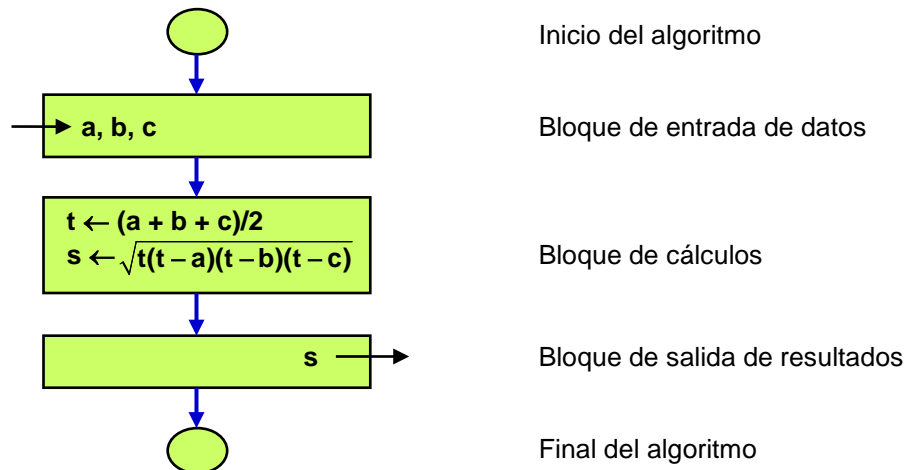 Inicio del algoritmo
a, b, c
Bloque de entrada de datos
t ← (a + b + c)/2
s ← √t(t − a)(t − b)(t − c)
Bloque de cálculos
s
Bloque de salida de resultados
Final del algoritmo